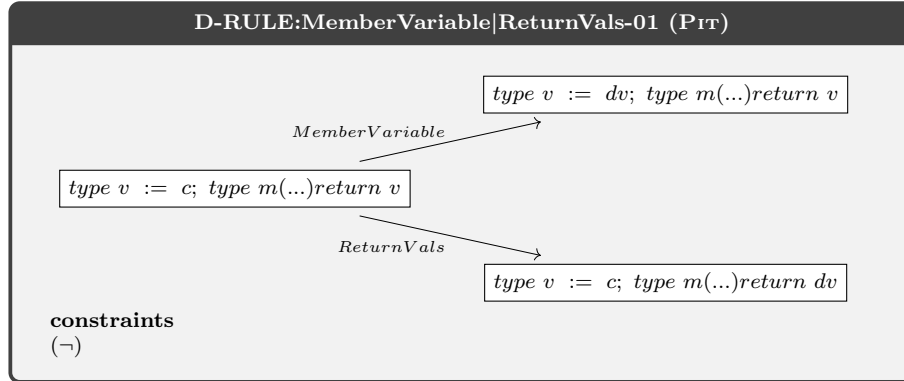 D-RULE:MemberVariable|ReturnVals-01 (PIT)
type v := dv; type m(...)return v
MemberVariable
type v := c; type m(...)return v
ReturnVals
type v := c; type m(...)return dv
constraints
(¬)